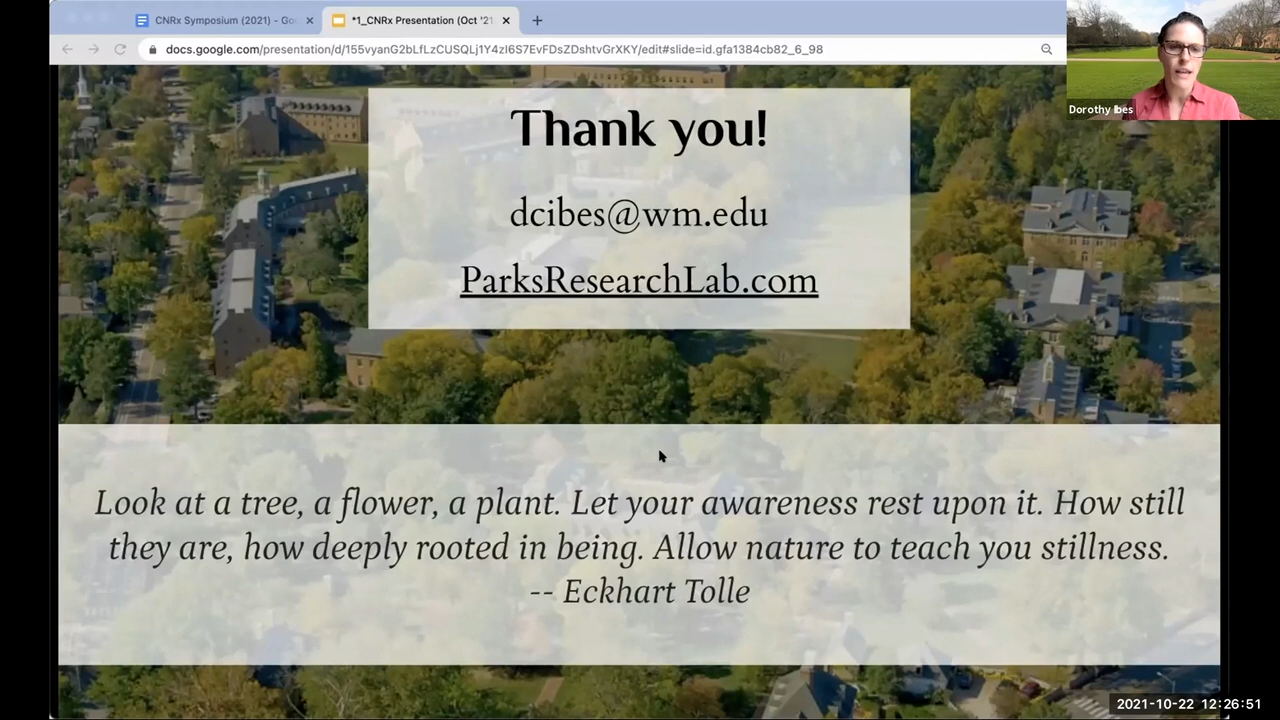 CNRx Symposium (2021) - Go
*1_CNRx Presentation (Oct '21
docs.google.com/presentation/d/155vyanG2bLfLzCUSQLj1Y4zI6S7EvFDsZDshtvGrXKY/edit#slide=id.gfa1384cb82_6_98
Dorothy Ibes
Thank you!
dcibes@wm.edu
ParksResearchLab.com
Look at a tree, a flower, a plant. Let your awareness rest upon it. How still
they are, how deeply rooted in being. Allow nature to teach you stillness.
-- Eckhart Tolle
2021-10-22 12:26:51